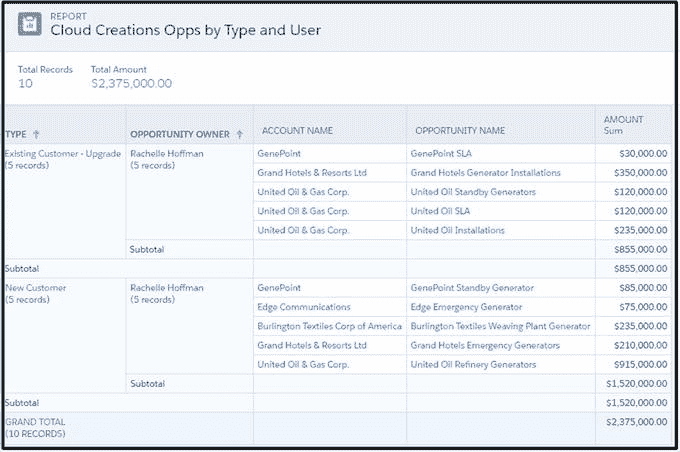 REPORT
Cloud Creations Opps by Type and User
Total Records Total Amount
10 $2,375,000.00
TYPE ↑ OPPORTUNITY OWNER ↑ ACCOUNT NAME OPPORTUNITY NAME AMOUNT
Sum
Existing Customer - Upgrade Rachelle Hoffman GenePoint GenePoint SLA $30,000.00
(5 records) (5 records)
Grand Hotels & Resorts Ltd Grand Hotels Generator Installations $350,000.00
United Oil & Gas Corp. United Oil Standby Generators $120,000.00
United Oil & Gas Corp. United Oil SLA $120,000.00
United Oil & Gas Corp. United Oil Installations $235,000.00
Subtotal $855,000.00
Subtotal $855,000.00
New Customer Rachelle Hoffman GenePoint GenePoint Standby Generator $85,000.00
(5 records) (5 records)
Edge Communications Edge Emergency Generator $75,000.00
Burlington Textiles Corp of America Burlington Textiles Weaving Plant Generator $235,000.00
Grand Hotels & Resorts Ltd Grand Hotels Emergency Generators $210,000.00
United Oil & Gas Corp. United Oil Refinery Generators $915,000.00
Subtotal $1,520,000.00
Subtotal $1,520,000.00
GRAND TOTAL $2,375,000.00
(10 RECORDS)